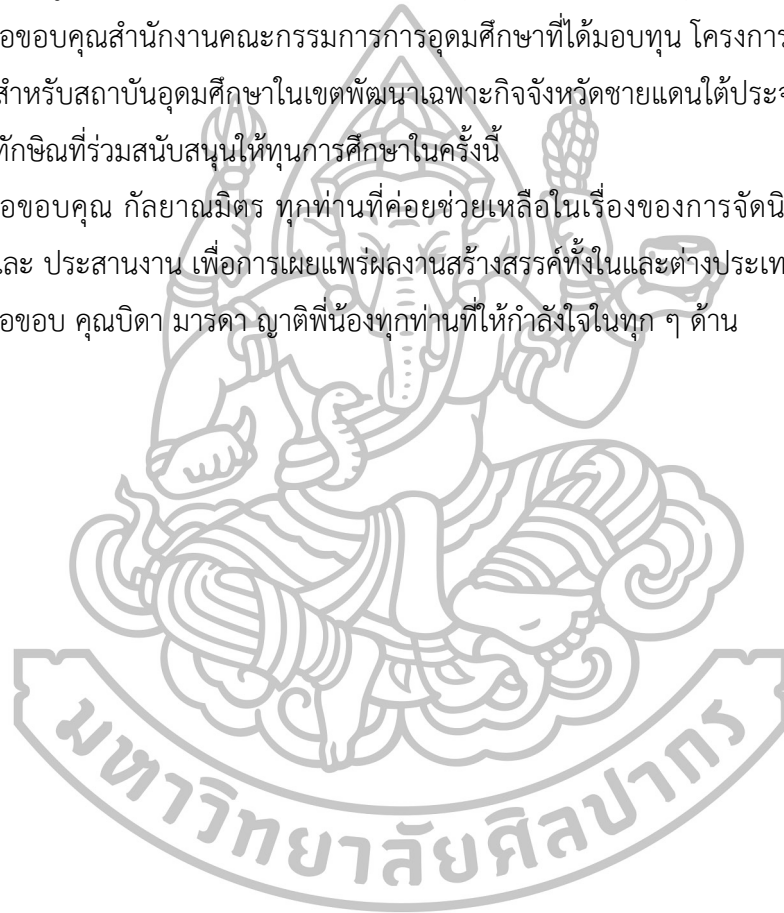 อขอบคุณสำนักงานคณะกรรมการการอุดมศึกษาที่ได้มอบทุน โครงการ
สำหรับสถาบันอุดมศึกษาในเขตพัฒนาเฉพาะกิจจังหวัดชายแดนใต้ประจ
ทักษิณที่ร่วมสนับสนุนให้ทุนการศึกษาในครั้งนี้
อขอบคุณ กัลยาณมิตร ทุกท่านที่ค่อยช่วยเหลือในเรื่องของการจัดนิ
ละ ประสานงาน เพื่อการเผยแพร่ผลงานสร้างสรรค์ทั้งในและต่างประเท
อขอบ คุณบิดา มารดา ญาติพี่น้องทุกท่านที่ให้กำลังใจในทุก ๆ ด้าน
มหาวิทยาลัยศิลปากร